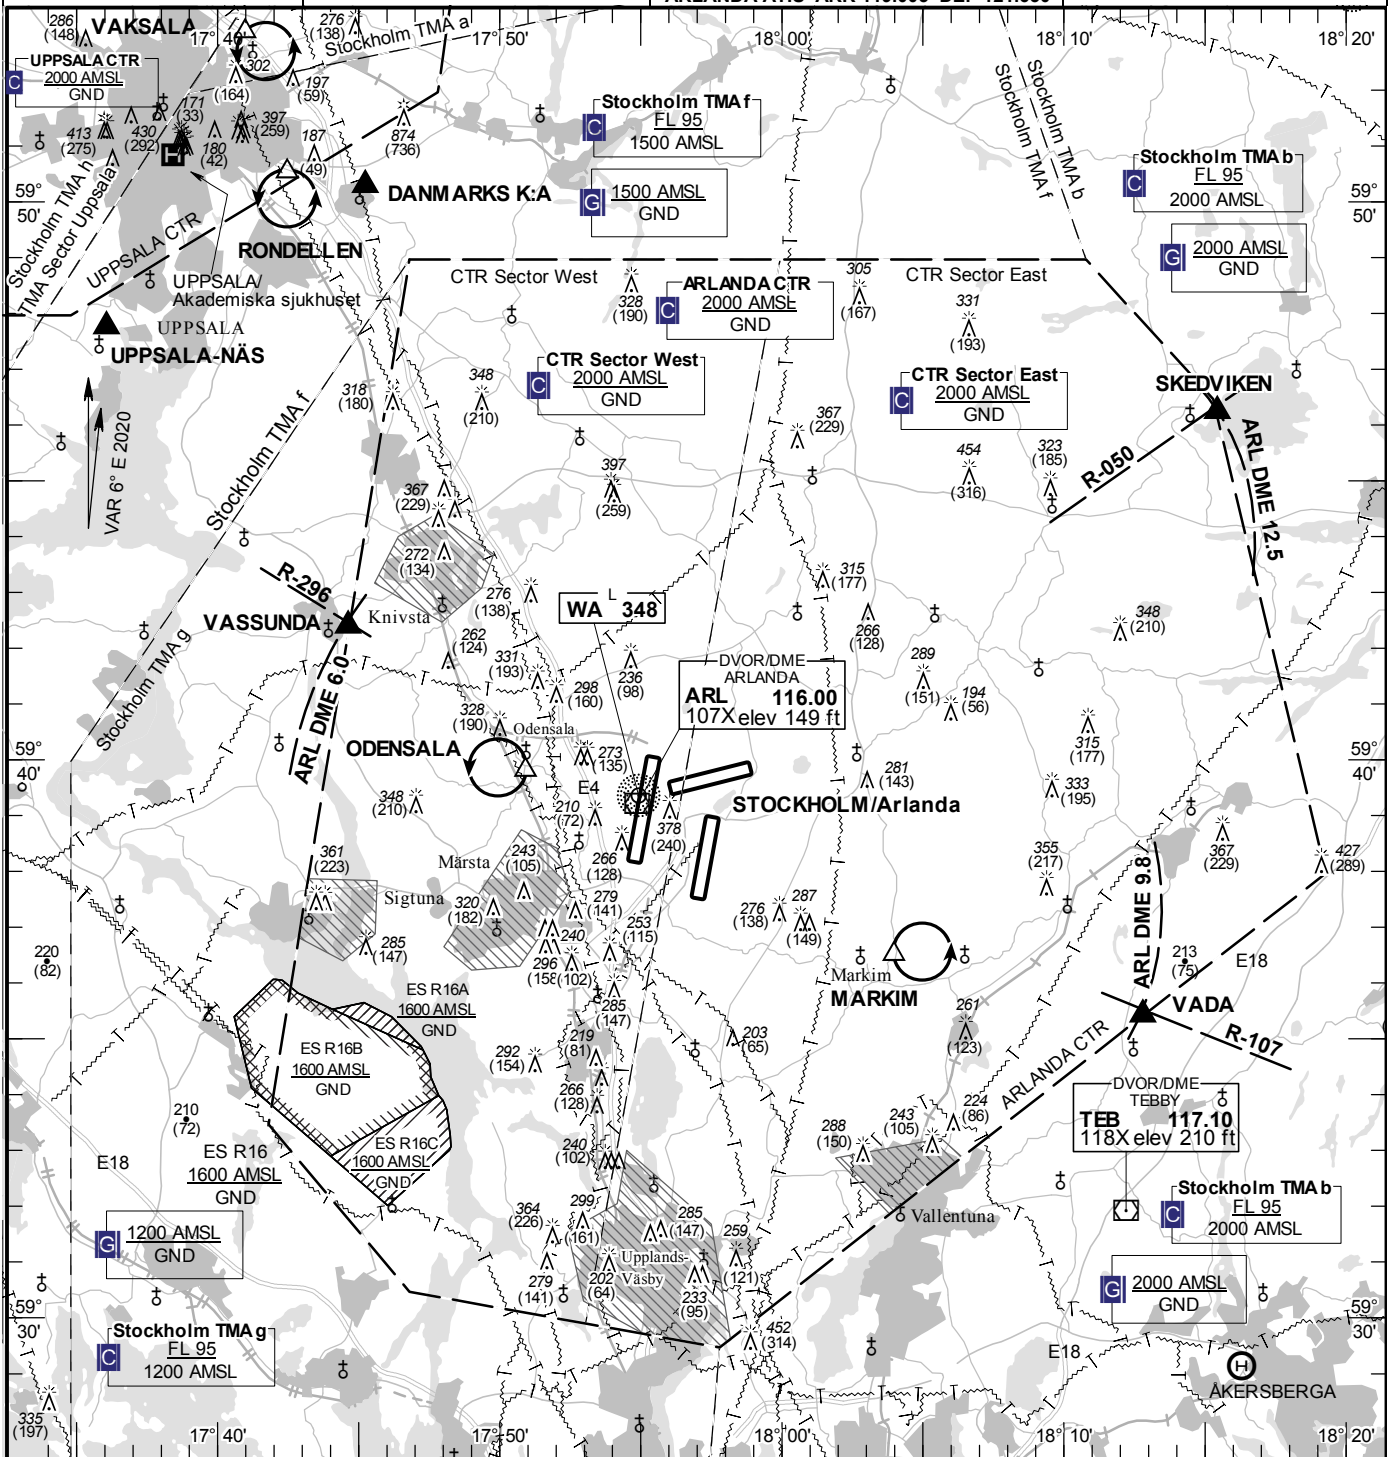 286
(148)
VAKSALA
17° 40'
276
(138)
Stockholm TMA a
17° 50'
18° 00'
18° 10'
18° 20'
302
(164)
197
(59)
UPPSALA CTR
C
2000 AMSL
GND
171
(33)
397
(259)
413
(275)
430
(292)
180
(42)
187
(49)
874
(736)
H
Stockholm TMA f
C
FL 95
1500 AMSL
G
1500 AMSL
GND
Stockholm TMA b
Stockholm TMA f
Stockholm TMA b
C
FL 95
2000 AMSL
G
2000 AMSL
GND
59°
50'
59°
50'
DANMARKS K:A
RONDELLEN
Stockholm TMA h
TMA Sector Uppsala
UPPSALA CTR
UPPSALA/
Akademiska sjukhuset
UPPSALA
UPPSALA-NÄS
CTR Sector West
CTR Sector East
328
(190)
305
(167)
331
(193)
ARLANDA CTR
C
2000 AMSL
GND
CTR Sector West
C
2000 AMSL
GND
CTR Sector East
C
2000 AMSL
GND
318
(180)
348
(210)
367
(229)
SKEDVIKEN
VAR 6° E 2020
Stockholm TMA f
Stockholm TMA g
397
(259)
454
(316)
323
(185)
R-050
ARL DME 12.5
367
(229)
272
(134)
R-296
Knivsta
VASSUNDA
276
(138)
L
WA 348
315
(177)
266
(128)
348
(210)
262
(124)
331
(193)
236
(98)
298
(160)
289
(151)
194
(56)
DVOR/DME
ARLANDA
ARL 116.00
107X elev 149 ft
ARL DME 6.0
328
(190)
Odensala
ODENSALA
273
(135)
315
(177)
59°
40'
59°
40'
281
(143)
333
(195)
348
(210)
E4
210
(72)
STOCKHOLM/Arlanda
378
(240)
266
(128)
367
(229)
427
(289)
361
(223)
Märsta
243
(105)
355
(217)
ARL DME 9.8
Sigtuna
320
(182)
279
(141)
276
(138)
287
(149)
285
(147)
240
(102)
296
(158)
253
(115)
220
(82)
Markim
MARKIM
213
(75)
E18
VADA
R-107
ES R16A
1600 AMSL
GND
285
(147)
261
(123)
ES R16B
1600 AMSL
GND
219
(81)
292
(154)
203
(65)
ARLANDA CTR
266
(128)
210
(72)
E18
ES R16
1600 AMSL
GND
ES R16C
1600 AMSL
GND
240
(102)
288
(150)
243
(105)
224
(86)
DVOR/DME
TEBBY
TEB 117.10
118X elev 210 ft
Vallentuna
G
1200 AMSL
GND
364
(226)
299
(161)
285
(147)
259
(121)
Upplands-
Väsby
202
(64)
233
(95)
279
(141)
Stockholm TMA b
C
FL 95
2000 AMSL
G
2000 AMSL
GND
59°
30'
59°
30'
Stockholm TMA g
C
FL 95
1200 AMSL
452
(314)
E18
H
ÅKERSBERGA
335
(197)
17° 40'
17° 50'
18° 00'
18° 10'
18° 20'